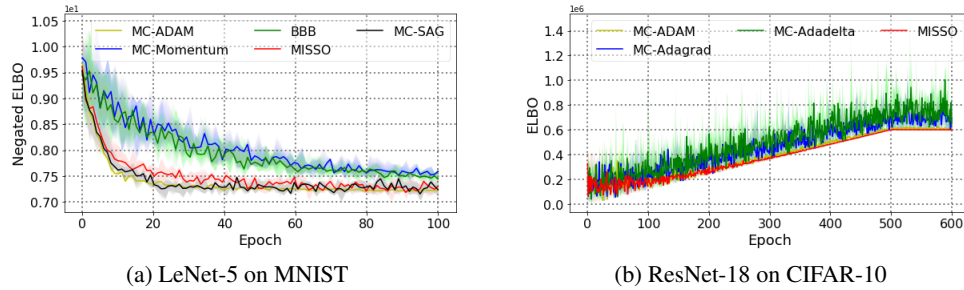 1e1
MC-ADAM BBB MC-SAG
MC-Momentum MISSO
1.05
1.00
0.95
0.90
0.85
0.80
0.75
0.70
Negated ELBO
0 20 40 60 80 100
Epoch
(a) LeNet-5 on MNIST
1e6
MC-ADAM MC-Adadelta MISSO
MC-Adagrad
1.4
1.2
1.0
0.8
0.6
0.4
0.2
0.0
ELBO
0 100 200 300 400 500 600
Epoch
(b) ResNet-18 on CIFAR-10